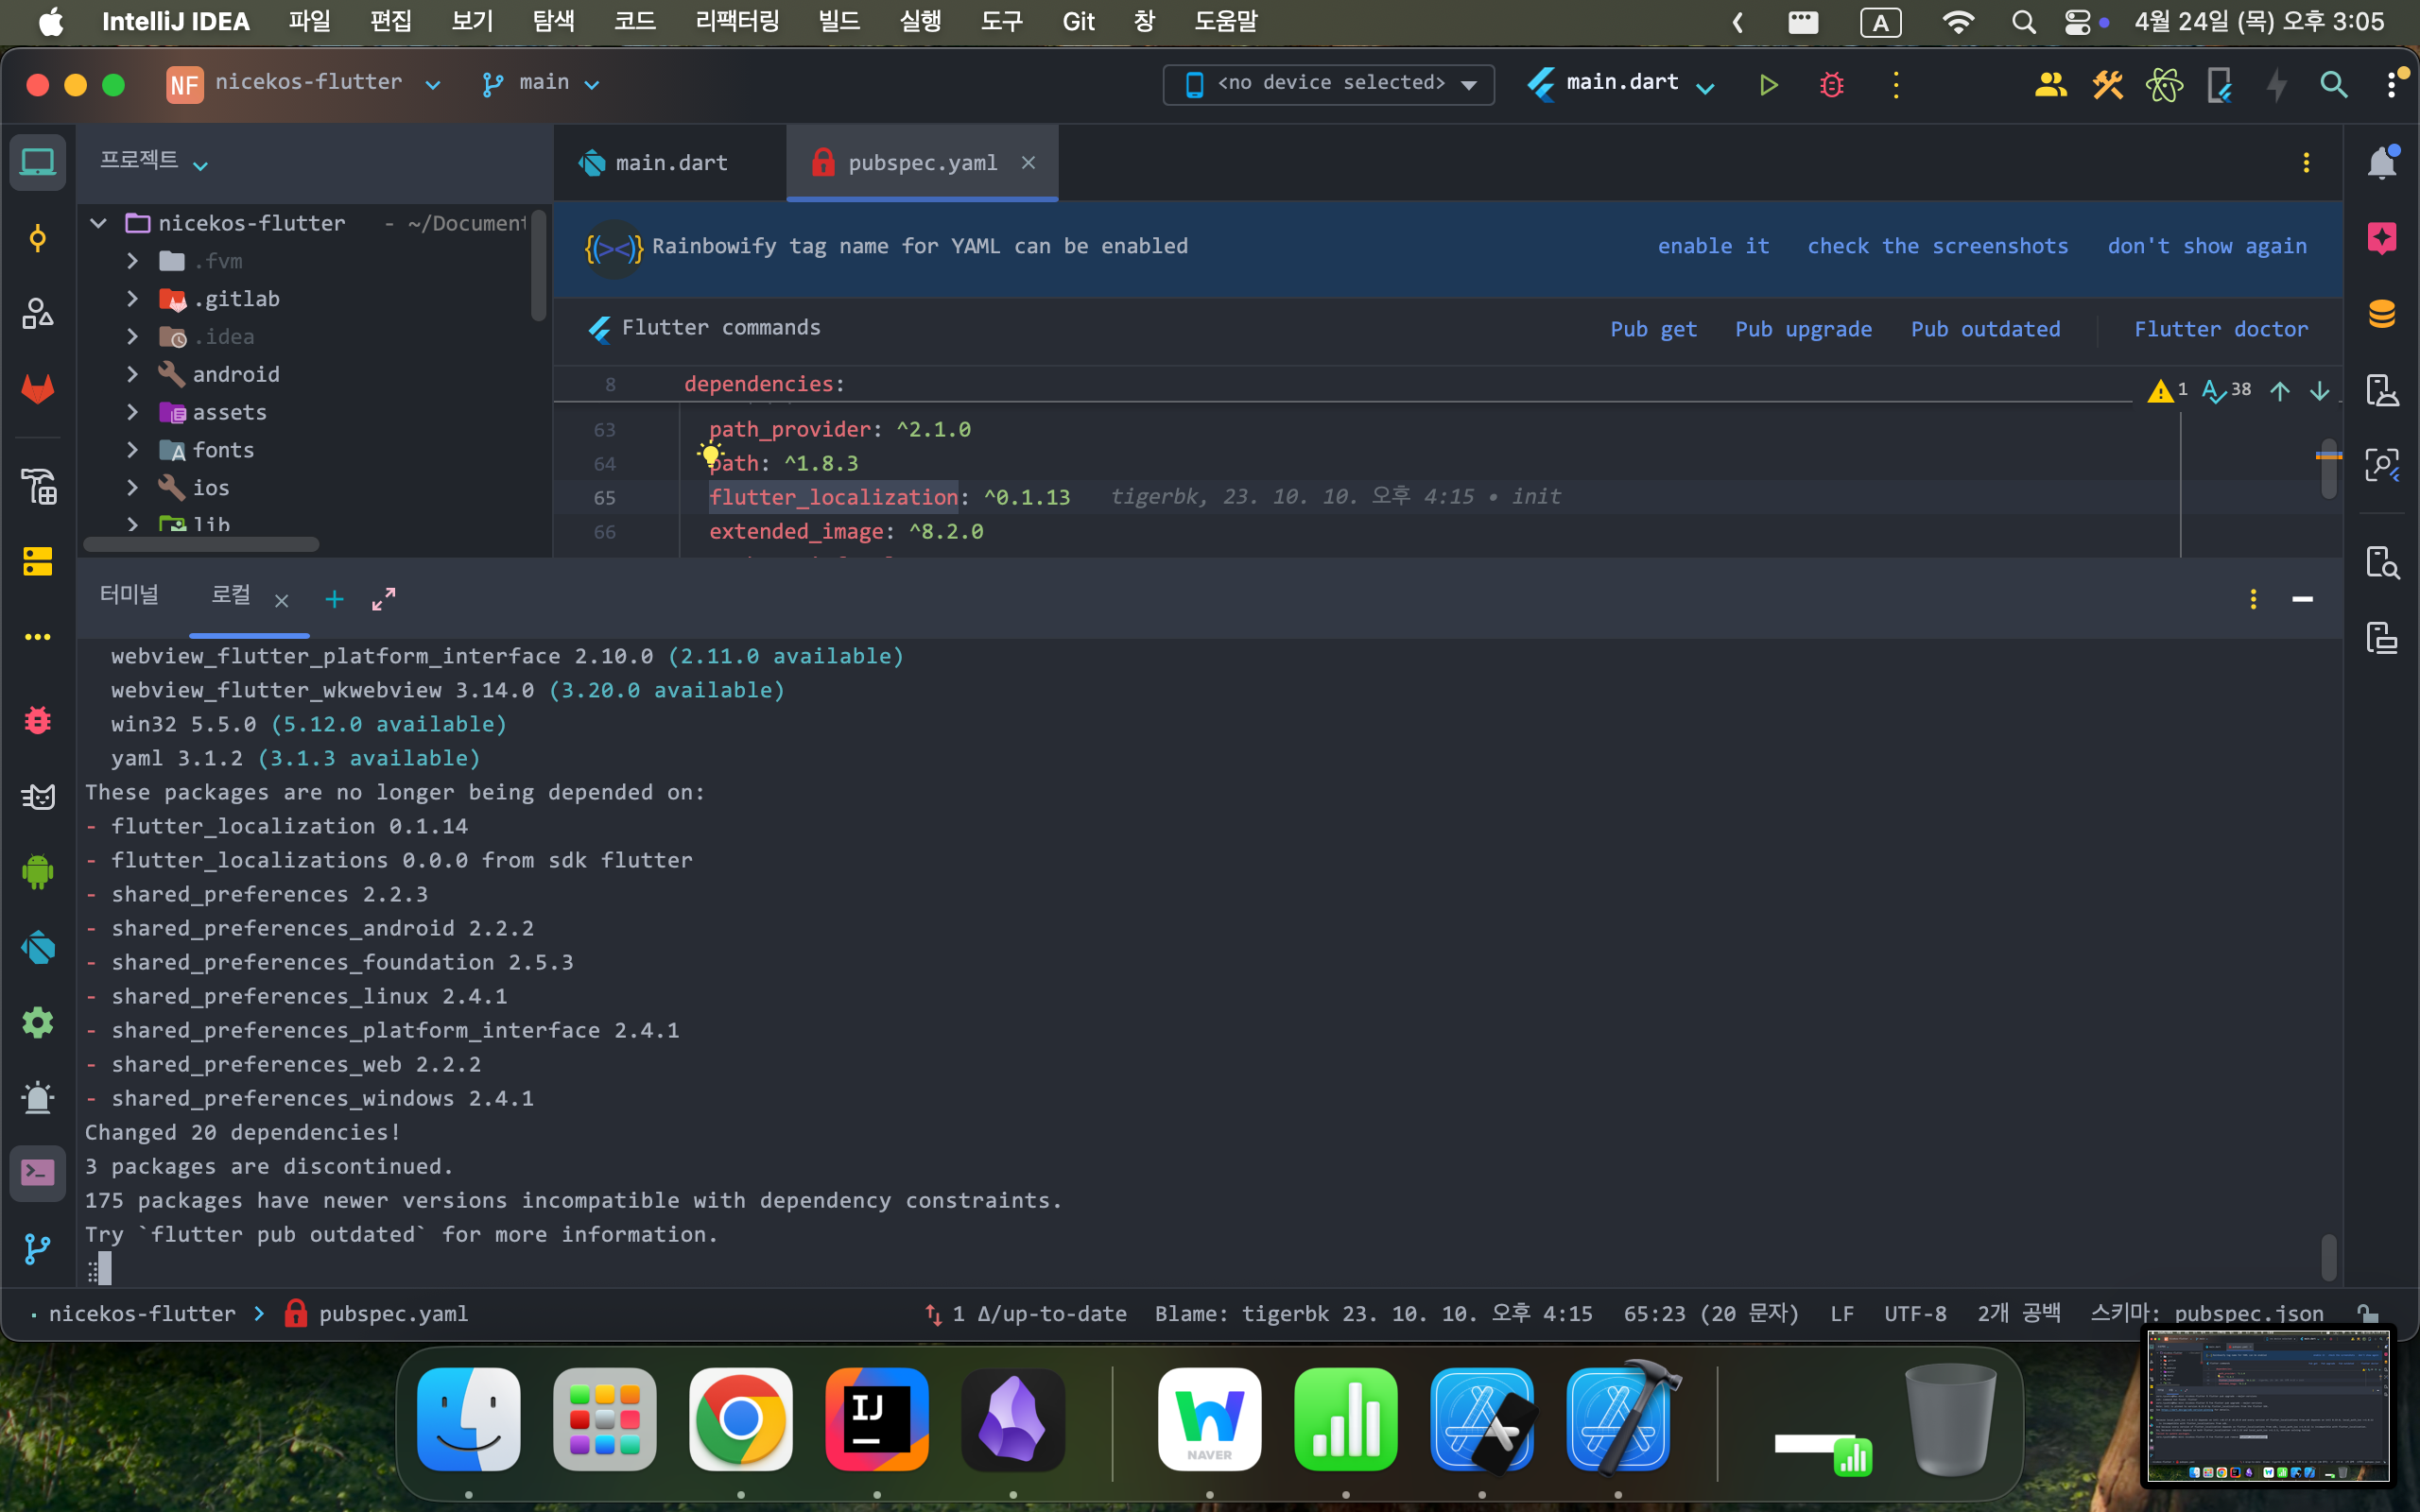 IntelliJ IDEA 파일 편집 보기 탐색 코드 리팩터링 빌드 실행 도구 Git 창 도움말 A 4월 24일 (목) 오후 3:05
NF nicekos-flutter main <no device selected> main.dart
프로젝트
main.dart pubspec.yaml
nicekos-flutter - ~/Document
.fvm
.gitlab
.idea
android
assets
fonts
ios
lib
Rainbowify tag name for YAML can be enabled enable it check the screenshots don't show again
Flutter commands Pub get Pub upgrade Pub outdated Flutter doctor
8 dependencies: 1 38
63 path_provider: ^2.1.0
64 path: ^1.8.3
65 flutter_localization: ^0.1.13 tigerbk, 23. 10. 10. 오후 4:15 • init
66 extended_image: ^8.2.0
터미널 로컬
webview_flutter_platform_interface 2.10.0 (2.11.0 available)
webview_flutter_wkwebview 3.14.0 (3.20.0 available)
win32 5.5.0 (5.12.0 available)
yaml 3.1.2 (3.1.3 available)
These packages are no longer being depended on:
- flutter_localization 0.1.14
- flutter_localizations 0.0.0 from sdk flutter
- shared_preferences 2.2.3
- shared_preferences_android 2.2.2
- shared_preferences_foundation 2.5.3
- shared_preferences_linux 2.4.1
- shared_preferences_platform_interface 2.4.1
- shared_preferences_web 2.2.2
- shared_preferences_windows 2.4.1
Changed 20 dependencies!
3 packages are discontinued.
175 packages have newer versions incompatible with dependency constraints.
Try `flutter pub outdated` for more information.
nicekos-flutter pubspec.yaml 1 Δ/up-to-date Blame: tigerbk 23. 10. 10. 오후 4:15 65:23 (20 문자) LF UTF-8 2개 공백 스키마: pubspec.json
IJ
NAVER